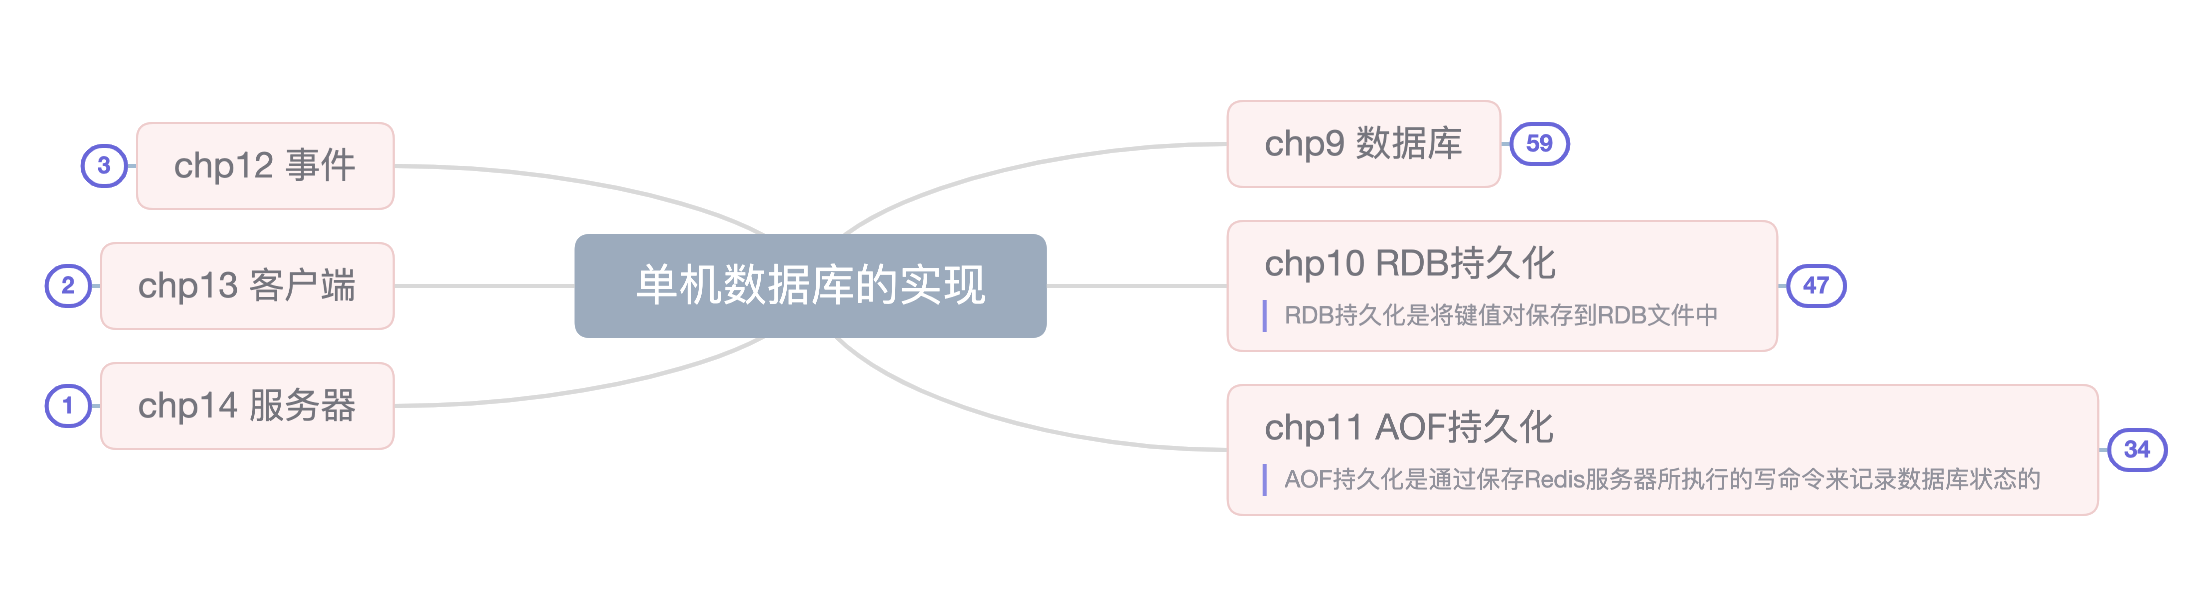 单机数据库的实现
chp9 数据库
59
chp10 RDB持久化
RDB持久化是将键值对保存到RDB文件中
47
chp11 AOF持久化
AOF持久化是通过保存Redis服务器所执行的写命令来记录数据库状态的
34
chp12 事件
3
chp13 客户端
2
chp14 服务器
1